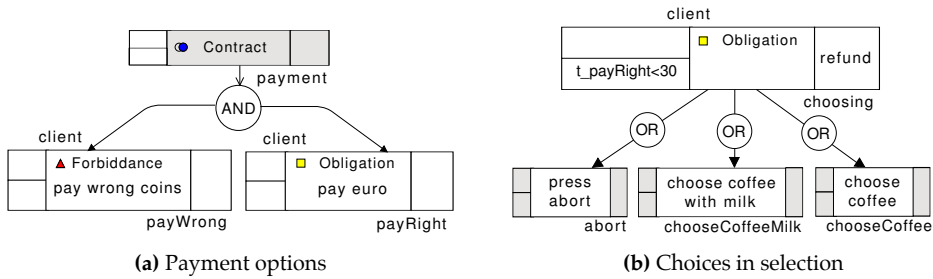 Contract
payment
AND
client
Forbiddance
pay wrong coins
payWrong
client
Obligation
pay euro
payRight
(a) Payment options
client
Obligation
t_payRight<30
refund
choosing
OR
OR
OR
press
abort
abort
choose coffee
with milk
chooseCoffeeMilk
choose
coffee
chooseCoffee
(b) Choices in selection